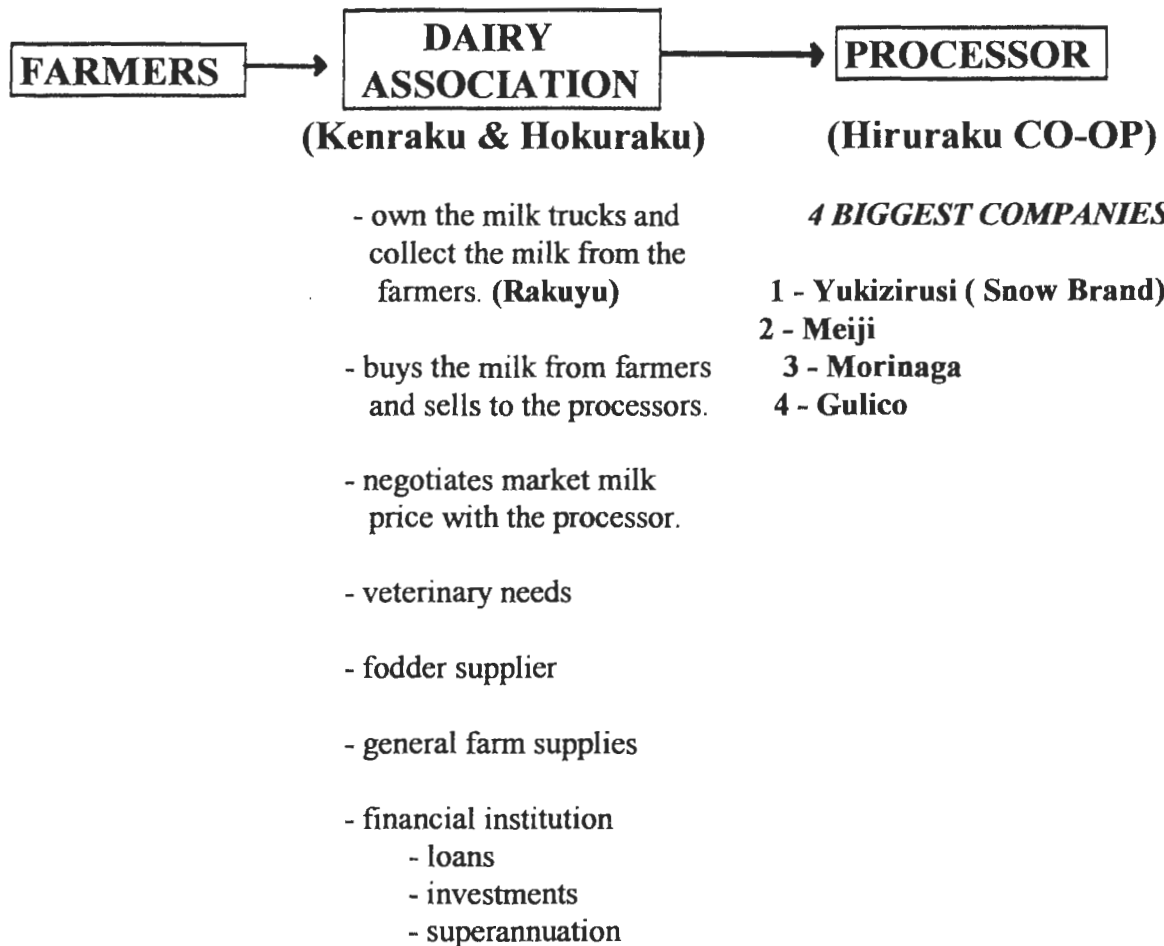 FARMERS
DAIRY
ASSOCIATION
PROCESSOR
(Kenraku & Hokuraku)
(Hiruraku CO-OP)
- own the milk trucks and
collect the milk from the
farmers. (Rakuyu)
- buys the milk from farmers
and sells to the processors.
- negotiates market milk
price with the processor.
- veterinary needs
- fodder supplier
- general farm supplies
- financial institution
- loans
- investments
- superannuation
4 BIGGEST COMPANIES
1 - Yukizirusi ( Snow Brand)
2 - Meiji
3 - Morinaga
4 - Gulico